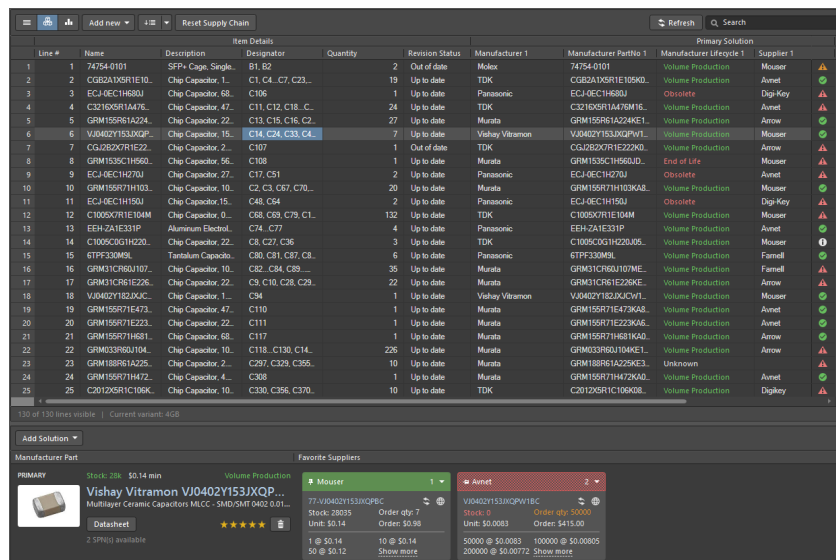 Add new Reset Supply Chain Refresh Search
Item Details Primary Solution
Line # Name Description Designator Quantity Revision Status Manufacturer 1 Manufacturer PartNo 1 Manufacturer Lifecycle 1 Supplier 1
1 1 74754-0101 SFP+ Cage, Single... B1, B2 2 Out of date Molex 74754-0101 Volume Production Mouser
2 2 CGB2A1X5R1E10... Chip Capacitor, 1... C1, C4...C7, C23,... 19 Up to date TDK CGB2A1X5R1E105K0... Volume Production Avnet
3 3 ECJ-0EC1H680J Chip Capacitor, 68... C106 1 Up to date Panasonic ECJ-0EC1H680J Obsolete Digi-Key
4 4 C3216X5R1A476... Chip Capacitor, 47... C11, C12, C18...C... 24 Up to date TDK C3216X5R1A476M16... Volume Production Avnet
5 5 GRM155R61A224... Chip Capacitor, 22... C13, C15, C16, C2... 27 Up to date Murata GRM155R61A224KE1... Volume Production Arrow
6 6 VJ0402Y153JXQP... Chip Capacitor, 15... C14, C24, C33, C4... 7 Up to date Vishay Vitramon VJ0402Y153JXQPW1... Volume Production Mouser
7 7 CGJ2B2X7R1E22... Chip Capacitor, 2... C107 1 Out of date TDK CGJ2B2X7R1E222K0... Volume Production Arrow
8 8 GRM1535C1H560... Chip Capacitor, 56... C108 1 Up to date Murata GRM1535C1H560JD... End of Life Mouser
9 9 ECJ-0EC1H270J Chip Capacitor, 27... C17, C51 2 Up to date Panasonic ECJ-0EC1H270J Obsolete Avnet
10 10 GRM155R71H103... Chip Capacitor, 10... C2, C3, C67, C70,... 20 Up to date Murata GRM155R71H103KA8... Volume Production Mouser
11 11 ECJ-0EC1H150J Chip Capacitor,15... C48, C64 2 Up to date Panasonic ECJ-0EC1H150J Obsolete Digi-Key
12 12 C1005X7R1E104M Chip Capacitor, 0... C68, C69, C79, C1... 132 Up to date TDK C1005X7R1E104M Volume Production Mouser
13 13 EEH-ZA1E331P Aluminum Electrol... C74...C77 4 Up to date Panasonic EEH-ZA1E331P Volume Production Avnet
14 14 C1005C0G1H220... Chip Capacitor, 22... C8, C27, C36 3 Up to date TDK C1005C0G1H220J05... Volume Production Mouser
15 15 6TPF330M9L Tantalum Capacito... C80, C81, C87, C8... 6 Up to date Panasonic 6TPF330M9L Volume Production Farnell
16 16 GRM31CR60J107... Chip Capacitor, 10... C82...C84, C89...... 35 Up to date Murata GRM31CR60J107ME... Volume Production Farnell
17 17 GRM31CR61E226... Chip Capacitor, 22... C9, C10, C28, C29... 22 Up to date Murata GRM31CR61E226KE... Volume Production Arrow
18 18 VJ0402Y182JXJC... Chip Capacitor, 1... C94 1 Up to date Vishay Vitramon VJ0402Y182JXJCW1... Volume Production Mouser
19 19 GRM155R71E473... Chip Capacitor, 47... C110 1 Up to date Murata GRM155R71E473KA8... Volume Production Avnet
20 20 GRM155R71E223... Chip Capacitor, 22... C111 1 Up to date Murata GRM155R71E223KA6... Volume Production Avnet
21 21 GRM155R71H681... Chip Capacitor, 68... C117 1 Up to date Murata GRM155R71H681KA0... Volume Production Arrow
22 22 GRM033R60J104... Chip Capacitor, 10... C118...C130, C14... 226 Up to date Murata GRM033R60J104KE1... Volume Production Arrow
23 23 GRM188R61A225... Chip Capacitor, 2... C297, C329, C355... 10 Up to date Murata GRM188R61A225KE3... Unknown
24 24 GRM155R71H472... Chip Capacitor, 4... C308 1 Up to date Murata GRM155R71H472KA0... Volume Production Avnet
25 25 C2012X5R1C106K... Chip Capacitor, 10... C330, C356, C370... 10 Up to date TDK C2012X5R1C106K08... Volume Production Digikey
130 of 130 lines visible | Current variant: 4GB
Add Solution
Manufacturer Part Favorite Suppliers
PRIMARY Stock: 28k $0.14 min Volume Production Mouser 1 Avnet 2
Vishay Vitramon VJ0402Y153JXQP...
Multilayer Ceramic Capacitors MLCC - SMD/SMT 0402 0.01...
77-VJ0402Y153JXQPBC VJ0402Y153JXQPW1BC
Stock: 28035 Order qty: 7 Stock: 0 Order qty: 50000
Unit: $0.14 Order: $0.98 Unit: $0.0083 Order: $415.00
Datasheet
2 SPN(s) available
1 @ $0.14 10 @ $0.14 50000 @ $0.0083 100000 @ $0.00805
50 @ $0.12 Show more 200000 @ $0.00772 Show more